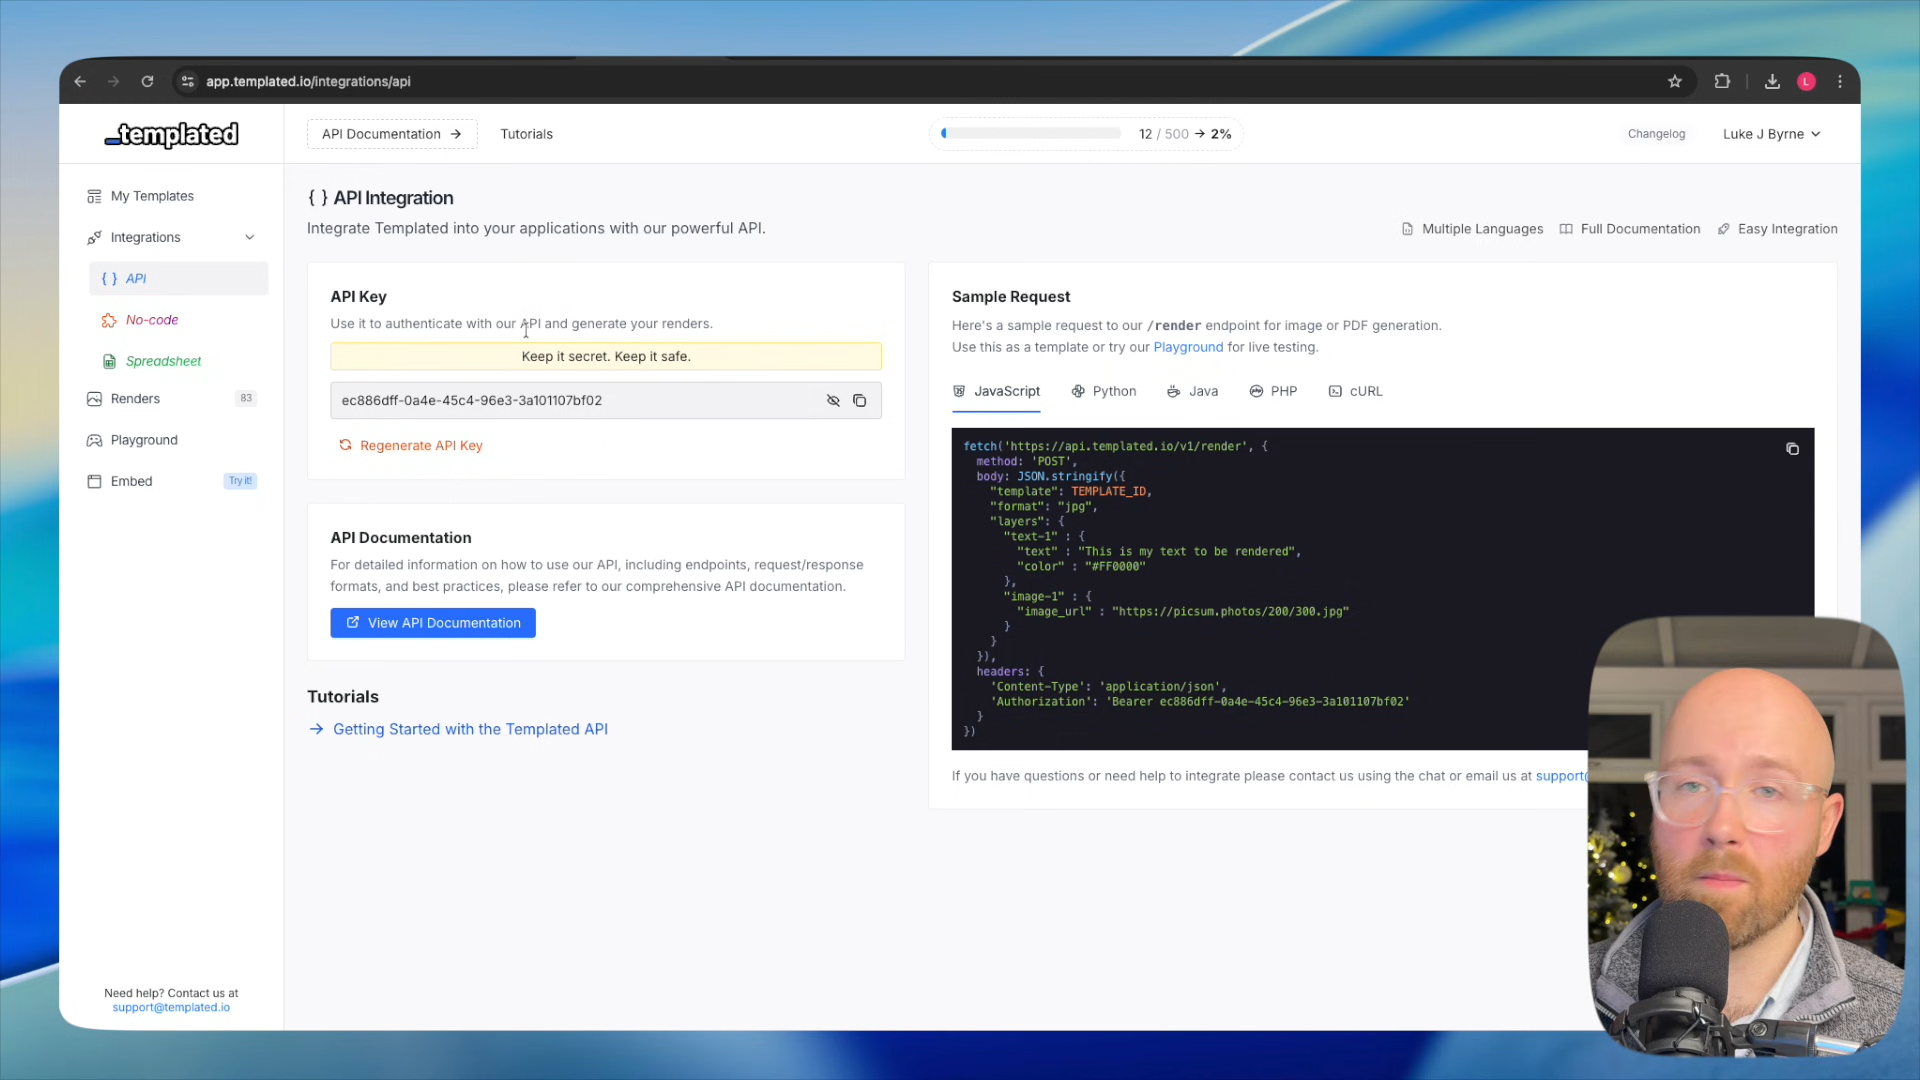 app.templated.io/integrations/api
L
_templated
API Documentation →
Tutorials
12 / 500 → 2%
Changelog
Luke J Byrne
My Templates
Integrations
{ } API
No-code
Spreadsheet
Renders 83
Playground
Embed Try it!
Need help? Contact us at
support@templated.io
{ } API Integration
Integrate Templated into your applications with our powerful API.
Multiple Languages
Full Documentation
Easy Integration
API Key
Use it to authenticate with our API and generate your renders.
Keep it secret. Keep it safe.
ec886dff-0a4e-45c4-96e3-3a101107bf02
Regenerate API Key
API Documentation
For detailed information on how to use our API, including endpoints, request/response
formats, and best practices, please refer to our comprehensive API documentation.
View API Documentation
Tutorials
→ Getting Started with the Templated API
Sample Request
Here's a sample request to our /render endpoint for image or PDF generation.
Use this as a template or try our Playground for live testing.
JavaScript
Python
Java
PHP
cURL
fetch('https://api.templated.io/v1/render', {
method: 'POST',
body: JSON.stringify({
"template": TEMPLATE_ID,
"format": "jpg",
"layers": {
"text-1" : {
"text" : "This is my text to be rendered",
"color" : "#FF0000"
},
"image-1" : {
"image_url" : "https://picsum.photos/200/300.jpg"
}
}
}),
headers: {
'Content-Type': 'application/json',
'Authorization': 'Bearer ec886dff-0a4e-45c4-96e3-3a101107bf02'
}
})
If you have questions or need help to integrate please contact us using the chat or email us at support@